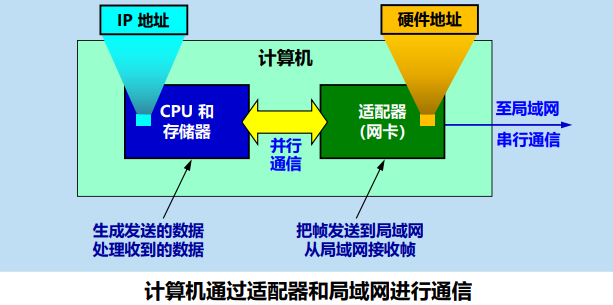 IP 地址
硬件地址
计算机
CPU 和
存储器
并行
通信
适配器
（网卡）
至局域网
串行通信
生成发送的数据
处理收到的数据
把帧发送到局域网
从局域网接收帧
计算机通过适配器和局域网进行通信